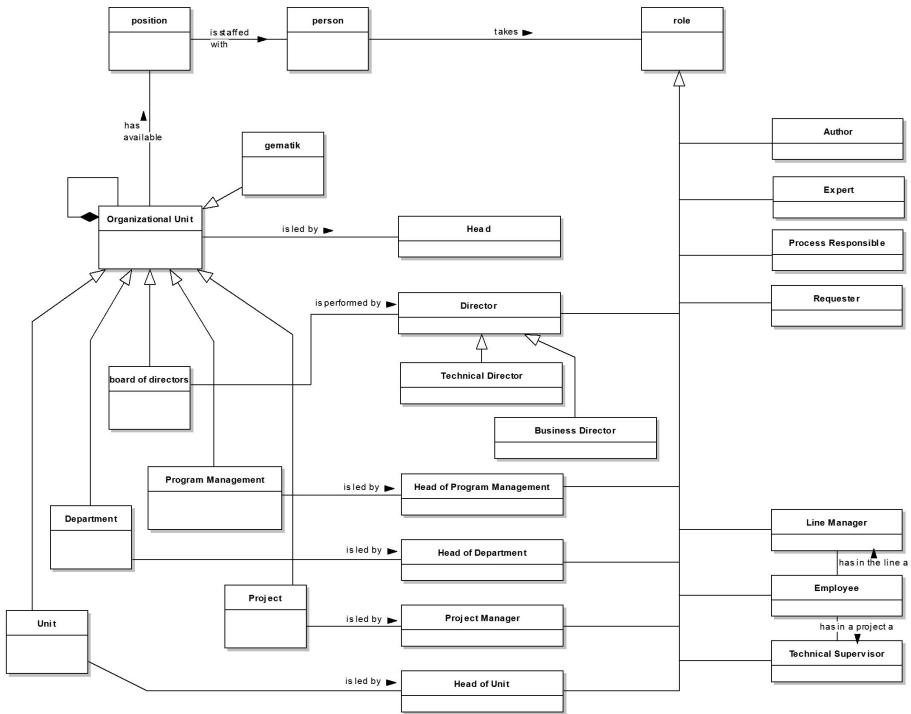 position
person
role
is staffed
with
takes
has
available
gematik
Author
Expert
Organizational Unit
is led by
Head
Process Responsible
Requester
is performed by
Director
board of directors
Technical Director
Business Director
Program Management
is led by
Head of Program Management
Department
is led by
Head of Department
Line Manager
has in the line a
Employee
has in a project a
Technical Supervisor
Project
is led by
Project Manager
Unit
is led by
Head of Unit